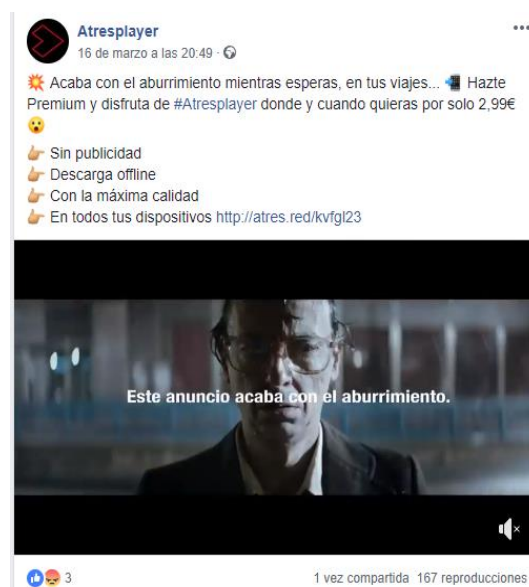 Atresplayer
16 de marzo a las 20:49 ·
💥 Acaba con el aburrimiento mientras esperas, en tus viajes... 📲 Hazte
Premium y disfruta de #Atresplayer donde y cuando quieras por solo 2,99€
😮
👉 Sin publicidad
👉 Descarga offline
👉 Con la máxima calidad
👉 En todos tus dispositivos http://atres.red/kvfgl23
Este anuncio acaba con el aburrimiento.
3
1 vez compartida 167 reproducciones